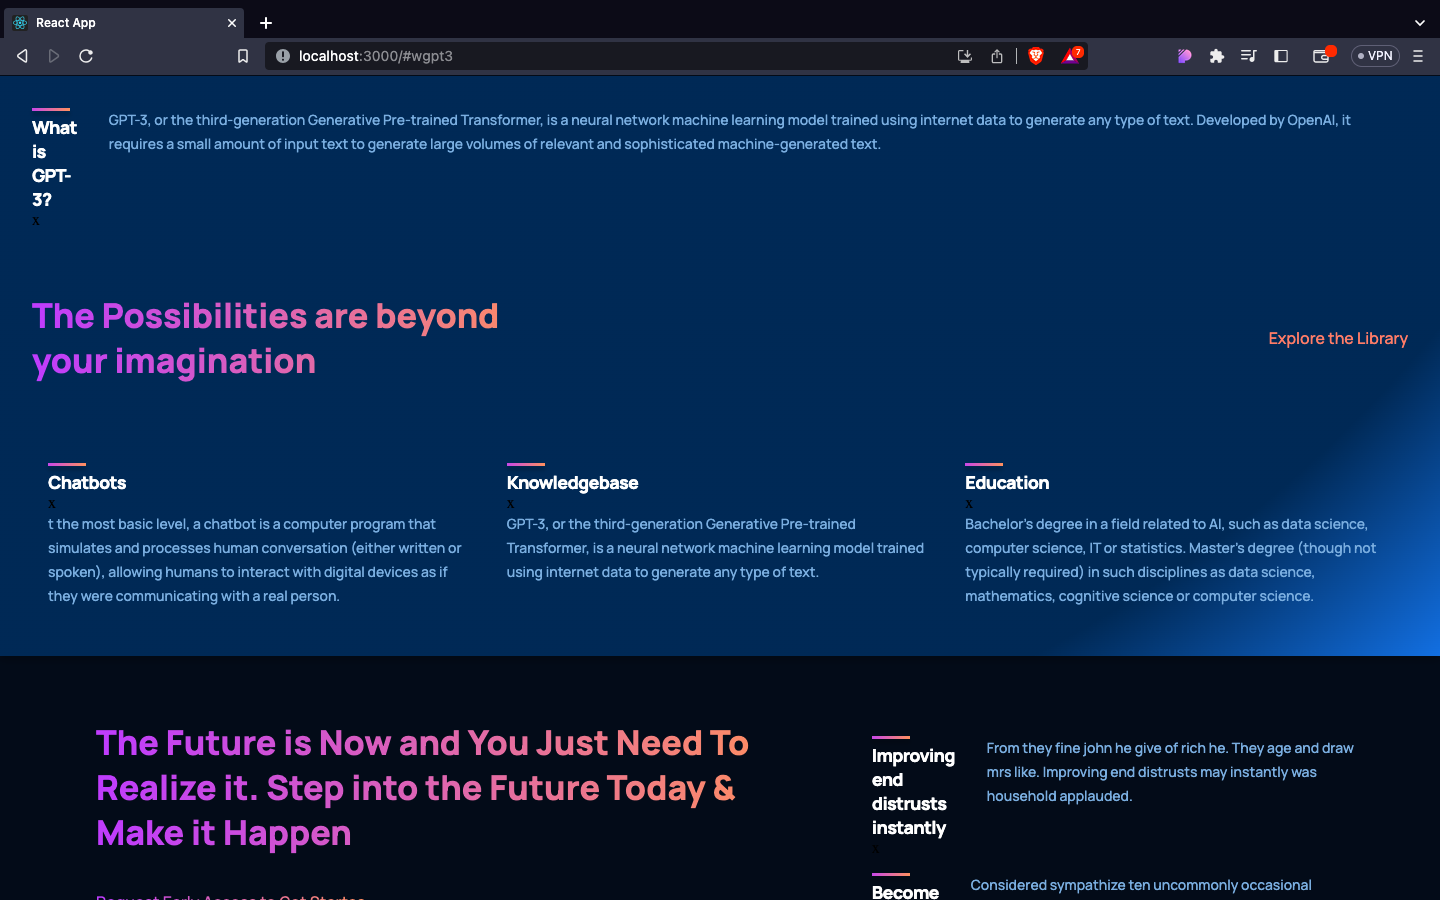 React App
localhost:3000/#wgpt3
7
VPN
What
is
GPT-
3?
x
GPT-3, or the third-generation Generative Pre-trained Transformer, is a neural network machine learning model trained using internet data to generate any type of text. Developed by OpenAI, it
requires a small amount of input text to generate large volumes of relevant and sophisticated machine-generated text.
The Possibilities are beyond
your imagination
Explore the Library
Chatbots
x
t the most basic level, a chatbot is a computer program that
simulates and processes human conversation (either written or
spoken), allowing humans to interact with digital devices as if
they were communicating with a real person.
Knowledgebase
x
GPT-3, or the third-generation Generative Pre-trained
Transformer, is a neural network machine learning model trained
using internet data to generate any type of text.
Education
x
Bachelor's degree in a field related to AI, such as data science,
computer science, IT or statistics. Master's degree (though not
typically required) in such disciplines as data science,
mathematics, cognitive science or computer science.
The Future is Now and You Just Need To
Realize it. Step into the Future Today &
Make it Happen
Request Early Access to Get Started
Improving
end
distrusts
instantly
x
From they fine john he give of rich he. They age and draw
mrs like. Improving end distrusts may instantly was
household applauded.
Become
Considered sympathize ten uncommonly occasional